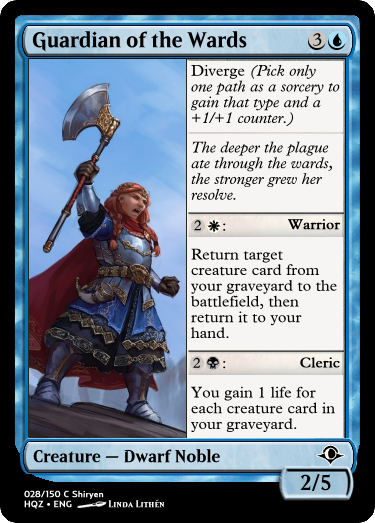 Guardian of the Wards 3
Diverge (Pick only
one path as a sorcery to
gain that type and a
+1/+1 counter.)
The deeper the plague
ate through the wards,
the stronger grew her
resolve.
2 : Warrior
Return target
creature card from
your graveyard to the
battlefield, then
return it to your
hand.
2 : Cleric
You gain 1 life for
each creature card in
your graveyard.
Creature — Dwarf Noble
2/5
028/150 C Shiryen
HQZ • ENG Linda Lithén